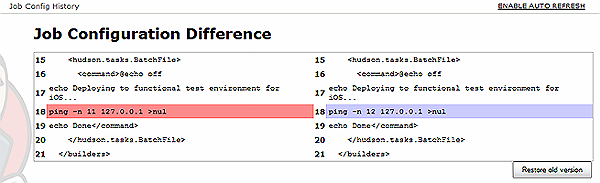 Job Config History
ENABLE AUTO REFRESH
Job Configuration Difference
15 <hudson.tasks.BatchFile>
16 <command>@echo off
17 echo Deploying to functional test environment for
iOS...
18 ping -n 11 127.0.0.1 >nul
19 echo Done</command>
20 </hudson.tasks.BatchFile>
21 </builders>
15 <hudson.tasks.BatchFile>
16 <command>@echo off
17 echo Deploying to functional test environment for
iOS...
18 ping -n 12 127.0.0.1 >nul
19 echo Done</command>
20 </hudson.tasks.BatchFile>
21 </builders>
Restore old version